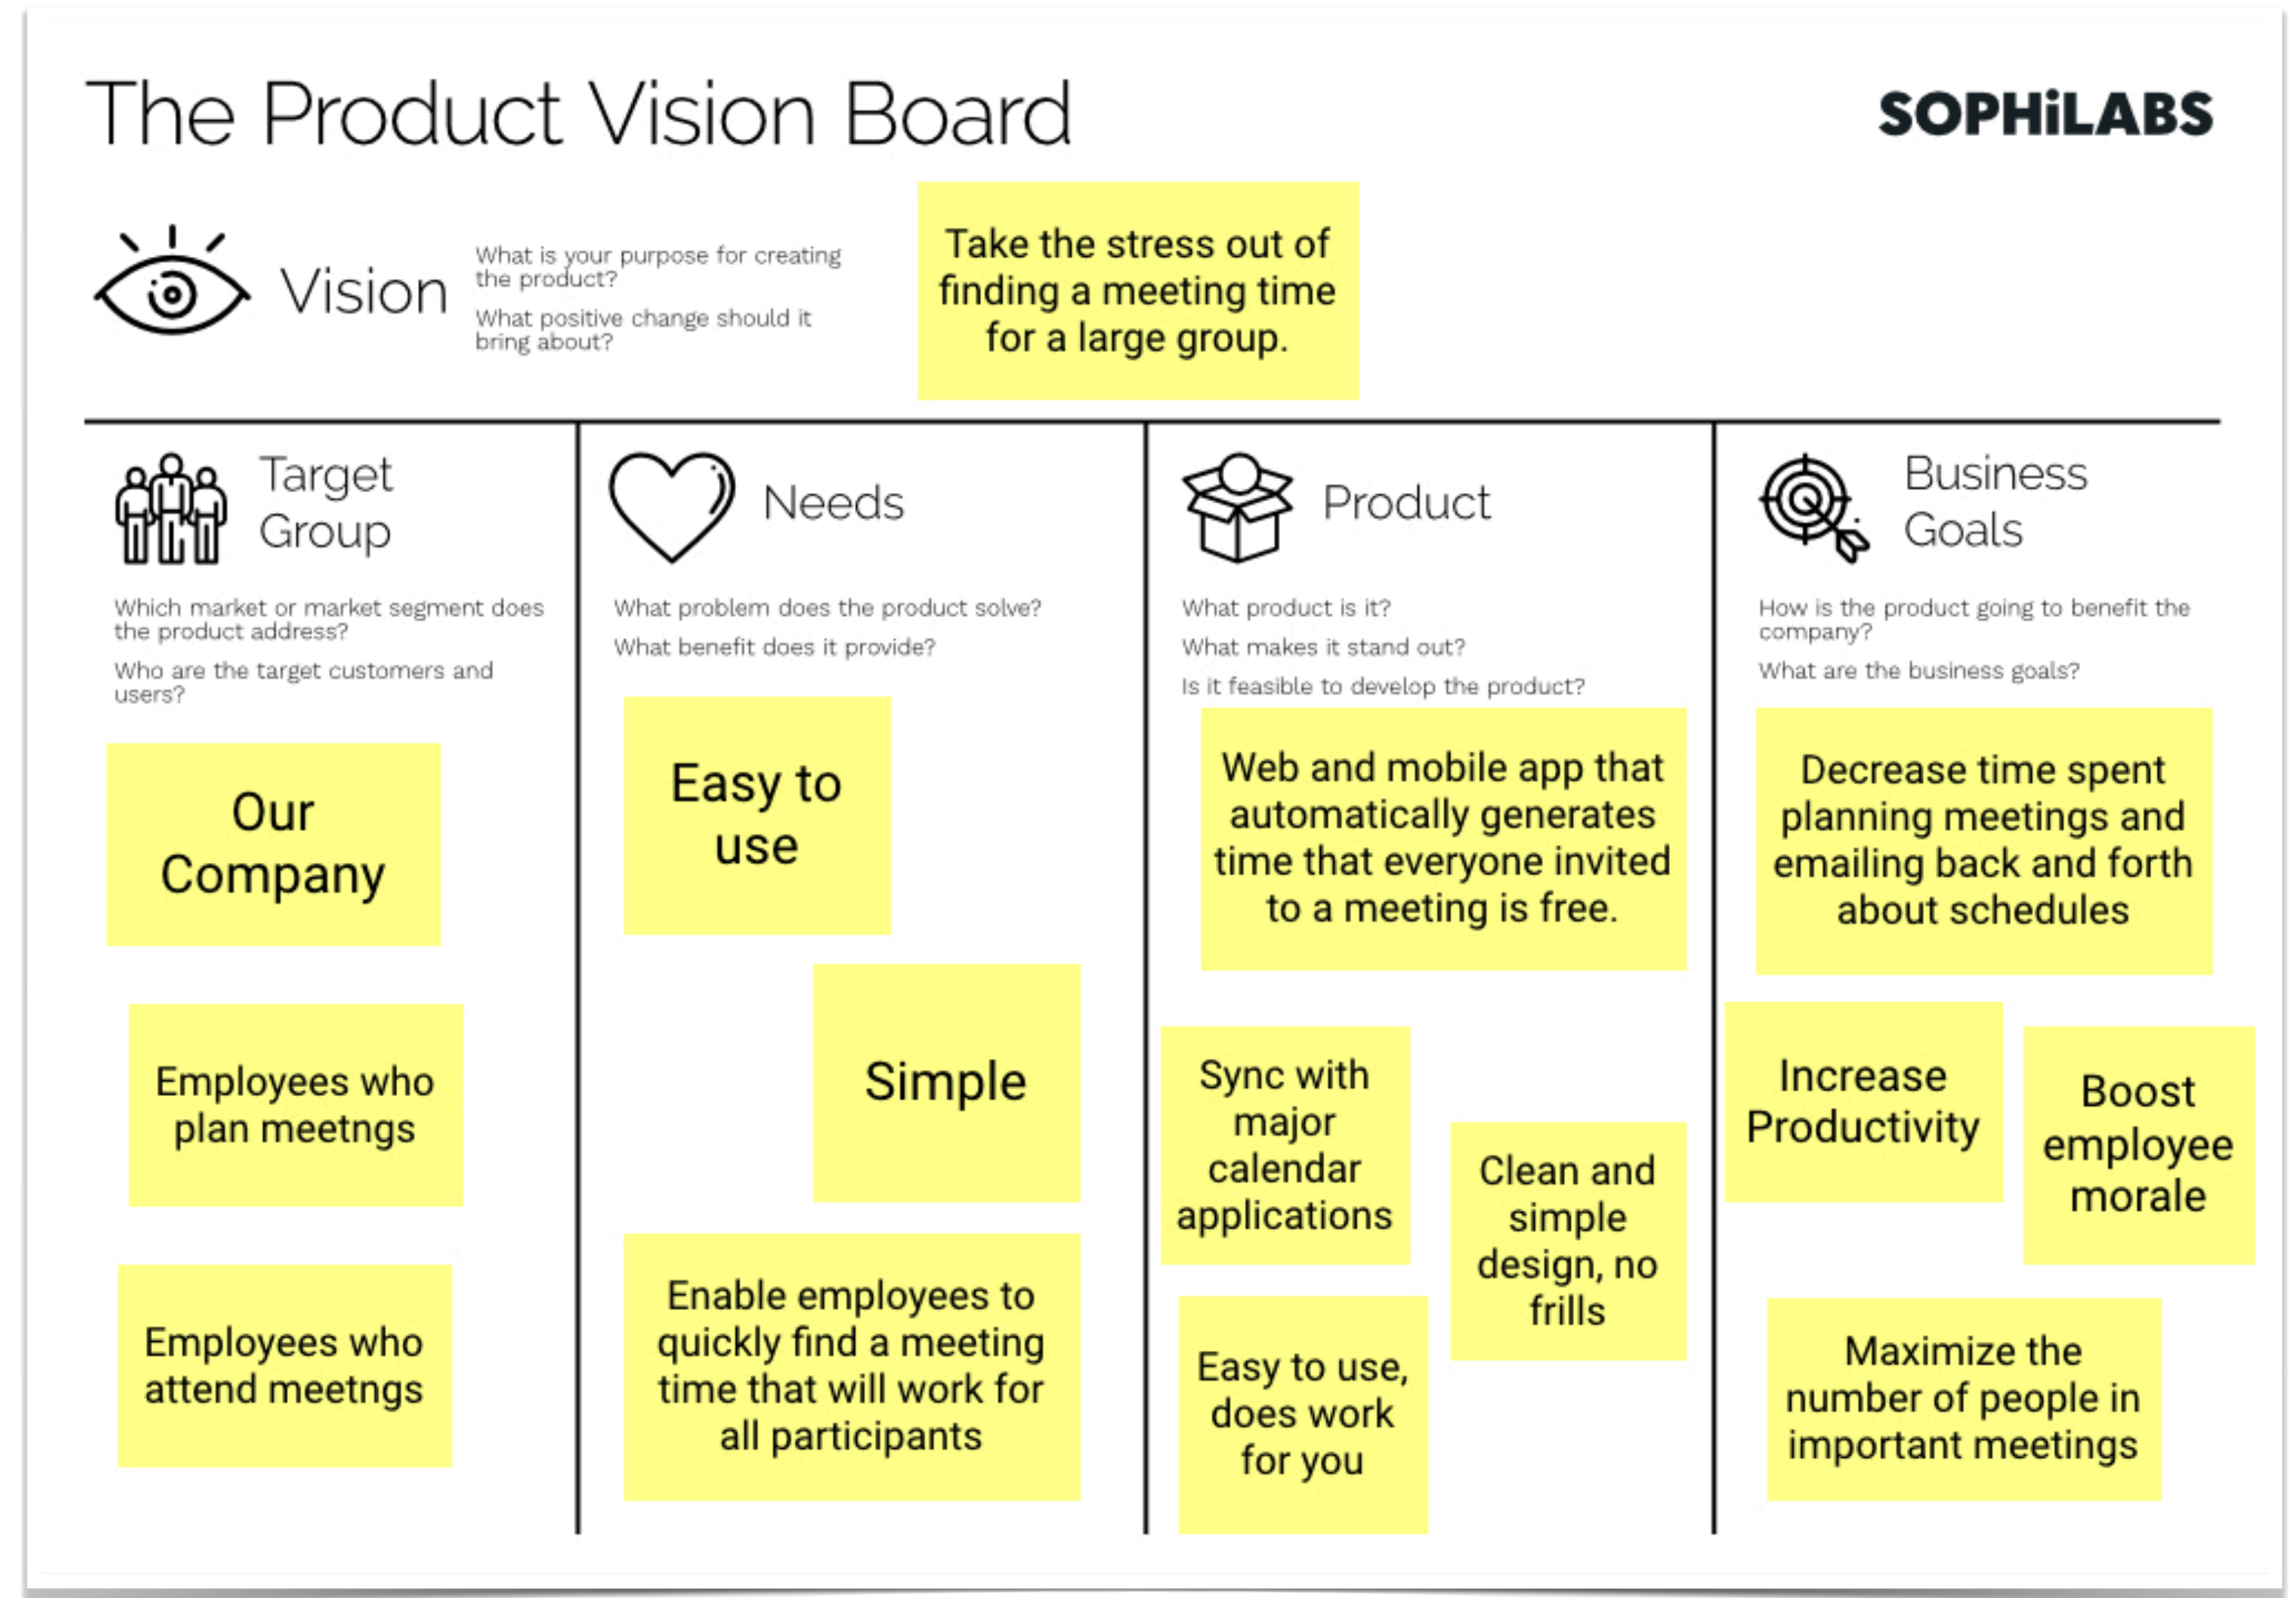 The Product Vision Board
SOPHiLABS
Vision
What is your purpose for creating
the product?
What positive change should it
bring about?
Take the stress out of
finding a meeting time
for a large group.
Target
Group
Which market or market segment does
the product address?
Who are the target customers and
users?
Our
Company
Employees who
plan meetngs
Employees who
attend meetngs
Needs
What problem does the product solve?
What benefit does it provide?
Easy to
use
Simple
Enable employees to
quickly find a meeting
time that will work for
all participants
Product
What product is it?
What makes it stand out?
Is it feasible to develop the product?
Web and mobile app that
automatically generates
time that everyone invited
to a meeting is free.
Sync with
major
calendar
applications
Clean and
simple
design, no
frills
Easy to use,
does work
for you
Business
Goals
How is the product going to benefit the
company?
What are the business goals?
Decrease time spent
planning meetings and
emailing back and forth
about schedules
Increase
Productivity
Boost
employee
morale
Maximize the
number of people in
important meetings